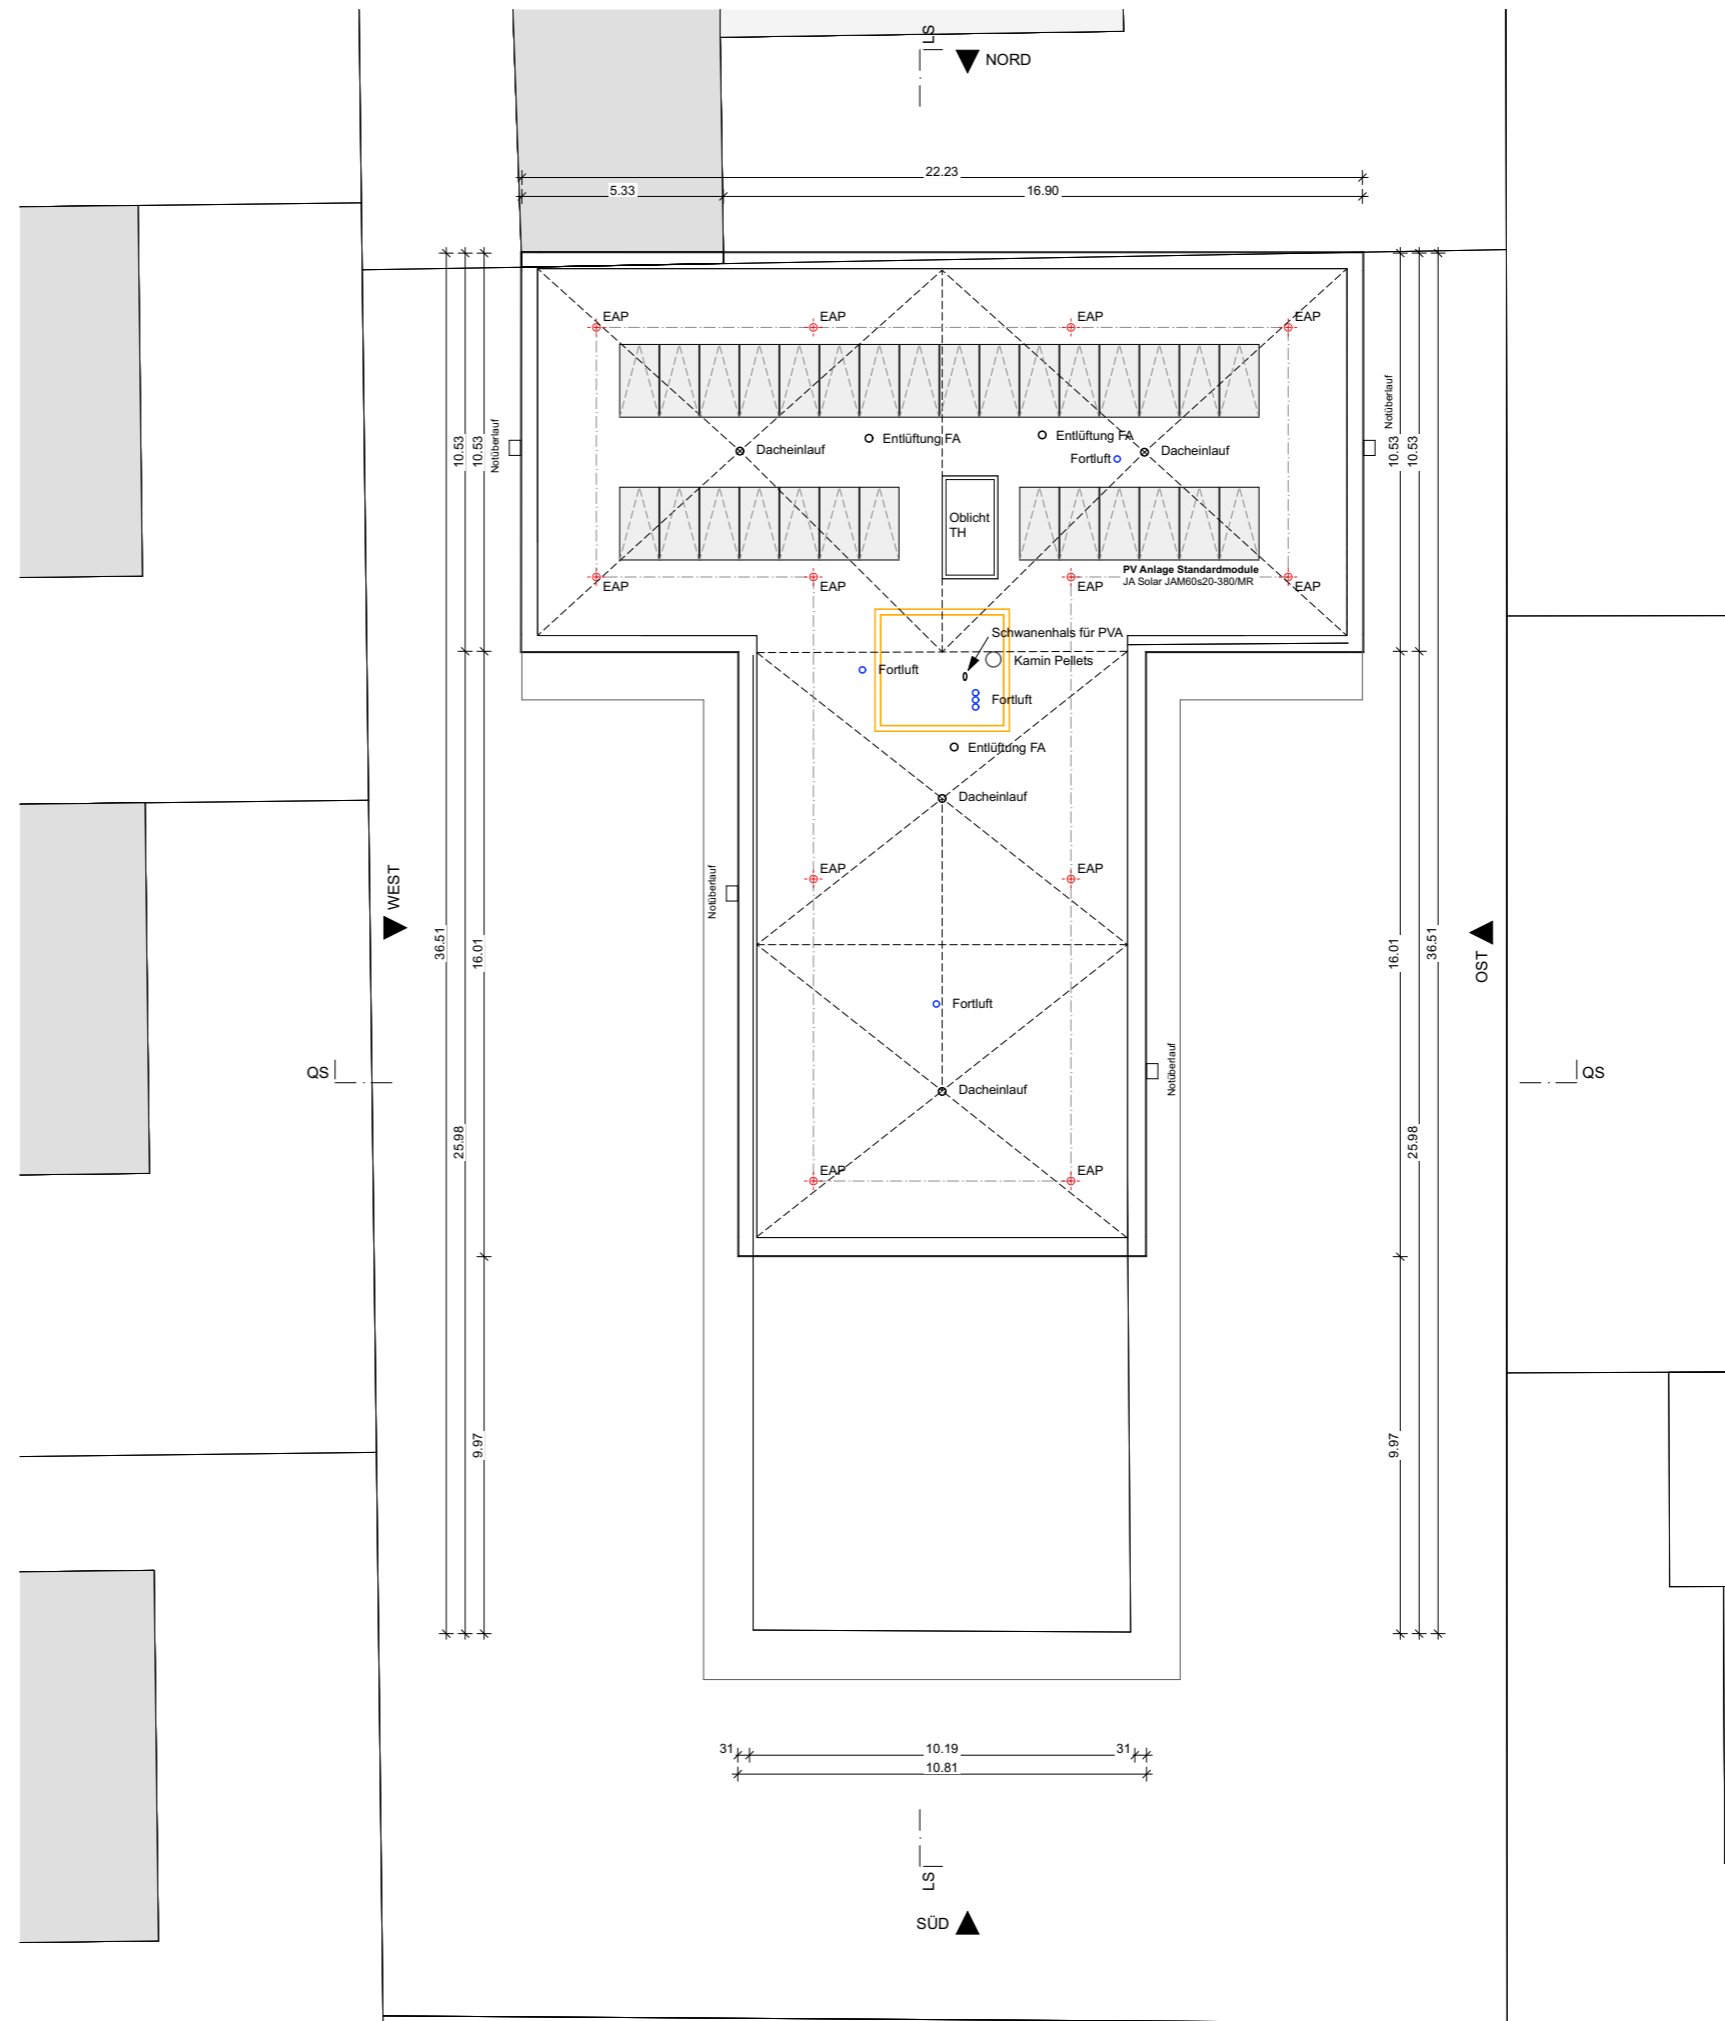 LS
NORD
22.23
5.33
16.90
EAP
EAP
EAP
EAP
Notüberlauf
Notüberlauf
10.53
10.53
10.53
10.53
Entlüftung FA
Entlüftung FA
Dacheinlauf
Fortluft
Dacheinlauf
Oblicht
TH
PV Anlage Standardmodule
JA Solar JAM60s20-380/MR
EAP
EAP
EAP
EAP
Schwanenhals für PVA
Kamin Pellets
Fortluft
Fortluft
Entlüftung FA
Dacheinlauf
EAP
EAP
Notüberlauf
WEST
OST
36.51
16.01
16.01
36.51
Fortluft
QS
QS
Notüberlauf
Dacheinlauf
25.98
25.98
EAP
EAP
9.97
9.97
31
10.19
31
10.81
LS
SÜD